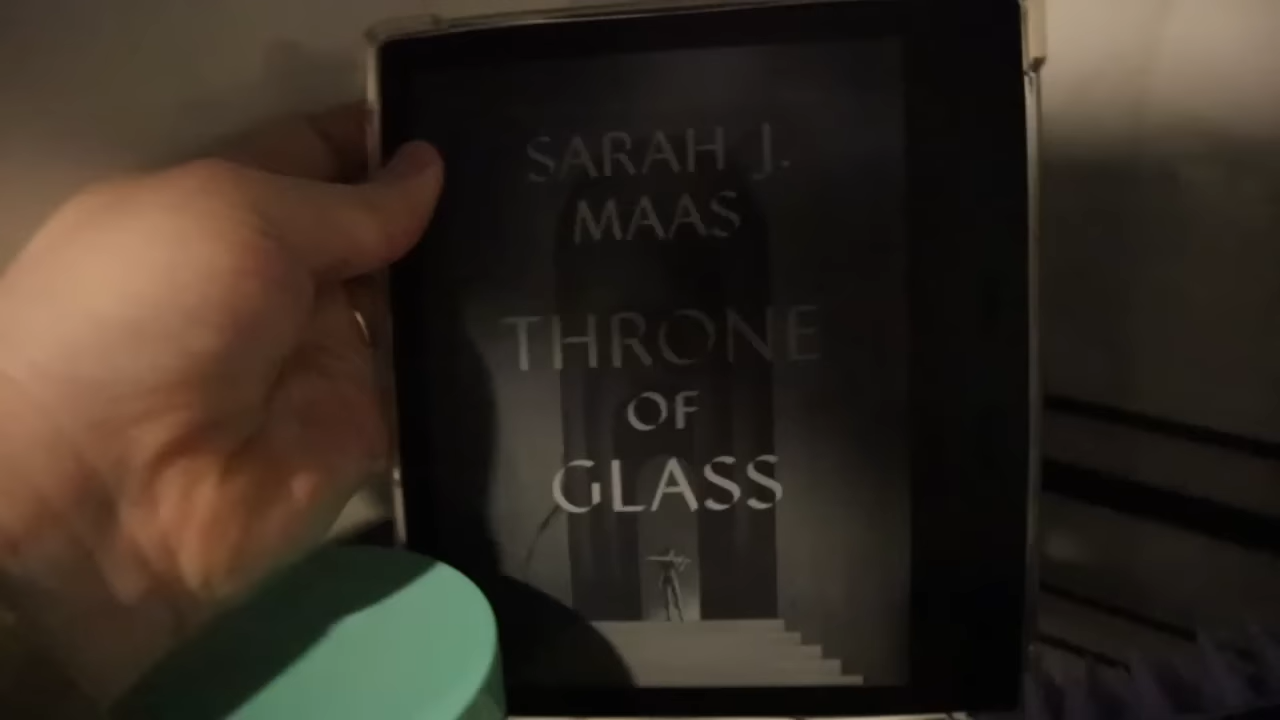 SARAH J.
MAAS
THRONE
OF
GLASS